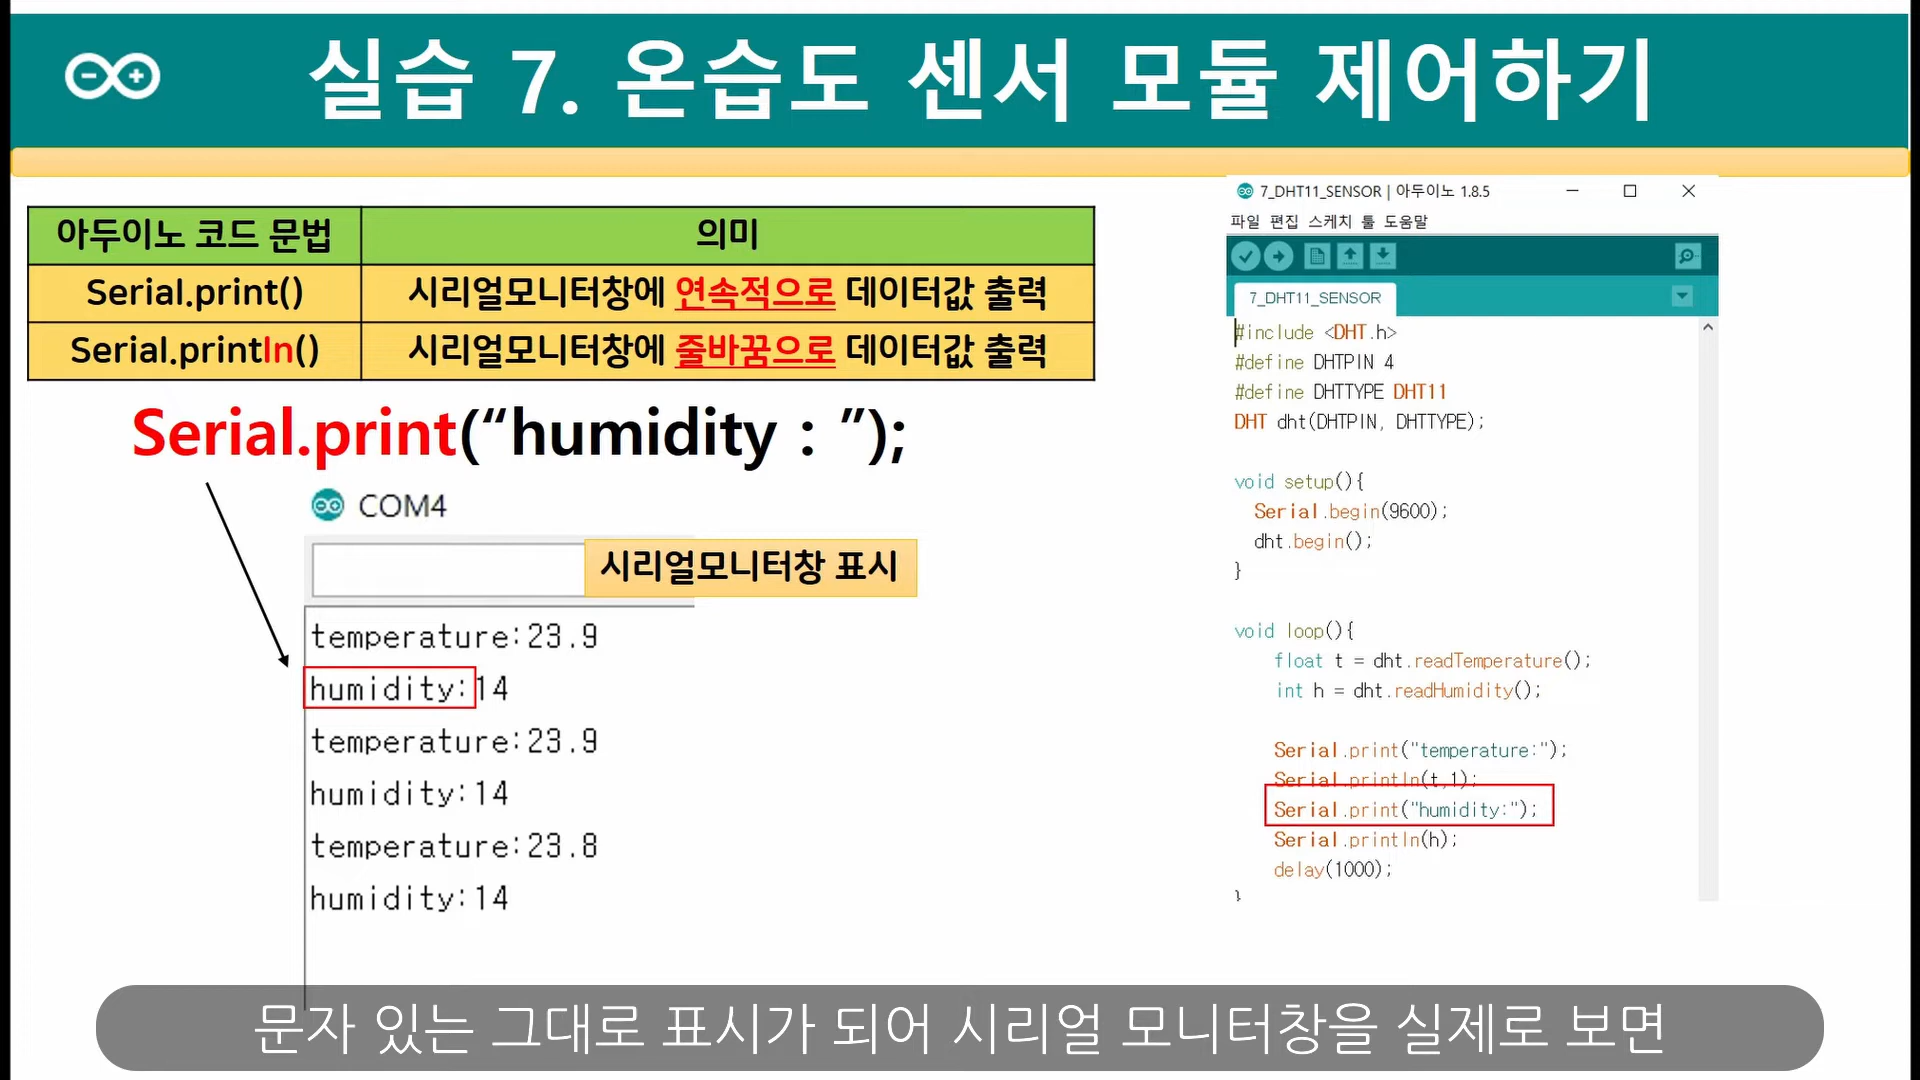 실습 7. 온습도 센서 모듈 제어하기
아두이노 코드 문법 의미
Serial.print() 시리얼모니터창에 연속적으로 데이터값 출력
Serial.println() 시리얼모니터창에 줄바꿈으로 데이터값 출력
Serial.print(“humidity : ”);
COM4
시리얼모니터창 표시
temperature:23.9
humidity:14
temperature:23.9
humidity:14
temperature:23.8
humidity:14
7_DHT11_SENSOR | 아두이노 1.8.5
파일 편집 스케치 툴 도움말
7_DHT11_SENSOR
#include <DHT.h>
#define DHTPIN 4
#define DHTTYPE DHT11
DHT dht(DHTPIN, DHTTYPE);
void setup(){
Serial.begin(9600);
dht.begin();
}
void loop(){
float t = dht.readTemperature();
int h = dht.readHumidity();
Serial.print("temperature:");
Serial.println(t,1);
Serial.print("humidity:");
Serial.println(h);
delay(1000);
}
문자 있는 그대로 표시가 되어 시리얼 모니터창을 실제로 보면